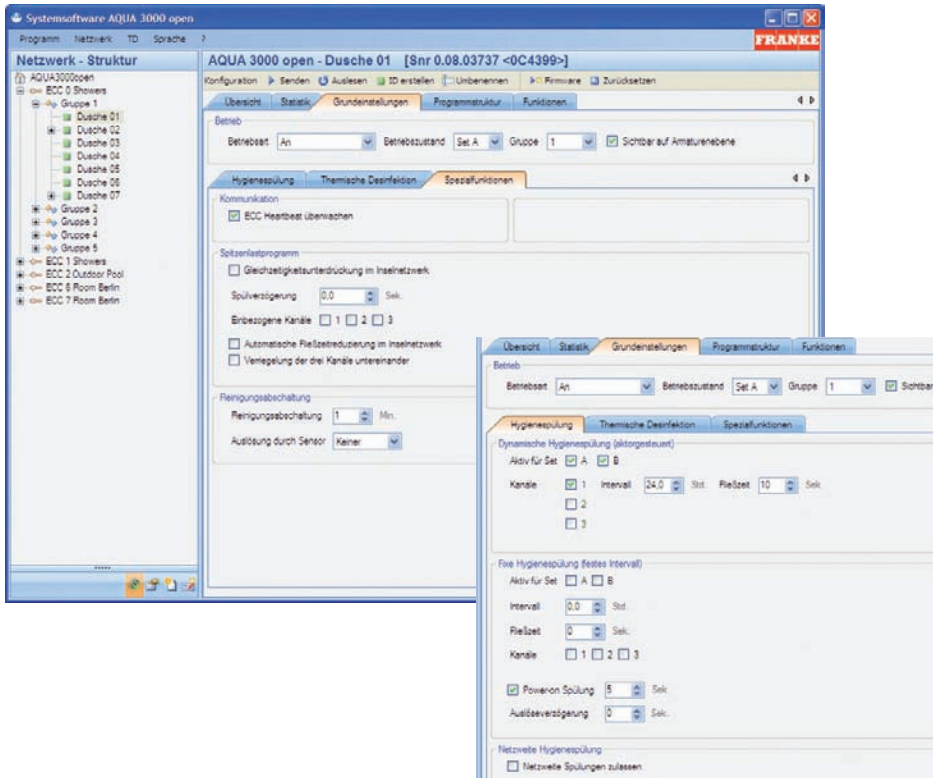 Systemsoftware AQUA 3000 open
Programm Netzwerk TD Sprache ?
FRANKE
Netzwerk - Struktur
AQUA3000open
ECC 0 Showers
Gruppe 1
Dusche 01
Dusche 02
Dusche 03
Dusche 04
Dusche 05
Dusche 06
Dusche 07
Gruppe 2
Gruppe 3
Gruppe 4
Gruppe 5
ECC 1 Showers
ECC 2 Outdoor Pool
ECC 6 Room Berlin
ECC 7 Room Berlin
AQUA 3000 open - Dusche 01 [Snr 0.08.03737 <0C4399>]
Konfiguration Senden Auslesen ID erstellen Umbenennen Firmware Zurücksetzen
Übersicht Statistik Grundeinstellungen Programmstruktur Funktionen
Betrieb
Betriebsart An Betriebszustand Set A Gruppe 1 Sichtbar auf Armaturenebene
Hygienespülung Thermische Desinfektion Spezialfunktionen
Kommunikation
ECC Heartbeat überwachen
Spitzenlastprogramm
Gleichzeitigkeitsunterdrückung im Inselnetzwerk
Spülverzögerung 0,0 Sek.
Einbezogene Kanäle 1 2 3
Automatische Fließzeitreduzierung im Inselnetzwerk
Verriegelung der drei Kanäle untereinander
Reinigungsabschaltung
Reinigungsabschaltung 1 Min.
Auslösung durch Sensor Keiner
Übersicht Statistik Grundeinstellungen Programmstruktur Funktionen
Betrieb
Betriebsart An Betriebszustand Set A Gruppe 1 Sichtbar
Hygienespülung Thermische Desinfektion Spezialfunktionen
Dynamische Hygienespülung (aktorgesteuert)
Aktiv für Set A B
Kanäle 1 Intervall 24,0 Std. Fließzeit 10 Sek.
2
3
Fixe Hygienespülung (festes Intervall)
Aktiv für Set A B
Intervall 0,0 Std.
Fließzeit 0 Sek.
Kanäle 1 2 3
Poweron Spülung 5 Sek.
Auslöseverzögerung 0 Sek.
Netzweite Hygienespülung
Netzweite Spülungen zulassen